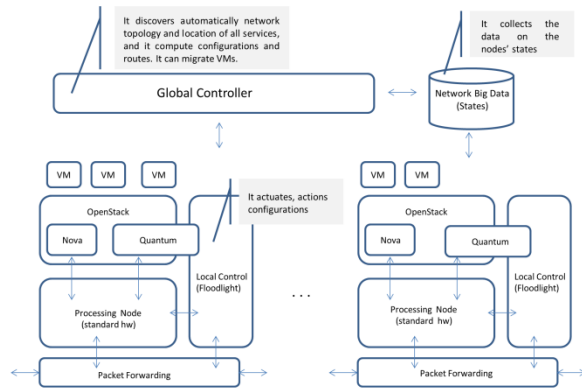 It discovers automatically network
topology and location of all services,
and it compute configurations and
routes. It can migrate VMs.
It collects the
data on the
nodes' states
Global Controller
Network Big Data
(States)
VM
VM
VM
It actuates, actions
configurations
OpenStack
Nova
Quantum
Local Control
(Floodlight)
Processing Node
(standard hw)
Packet Forwarding
. . .
VM
VM
OpenStack
Nova
Quantum
Local Control
(Floodlight)
Processing Node
(standard hw)
Packet Forwarding